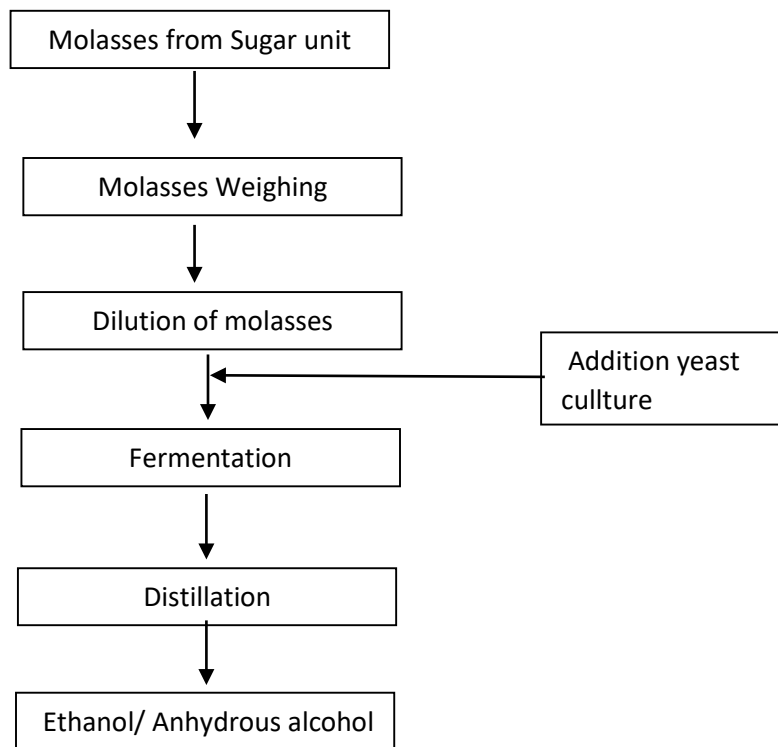 Molasses from Sugar unit
Molasses Weighing
Dilution of molasses
Addition yeast
cullture
Fermentation
Distillation
Ethanol/ Anhydrous alcohol